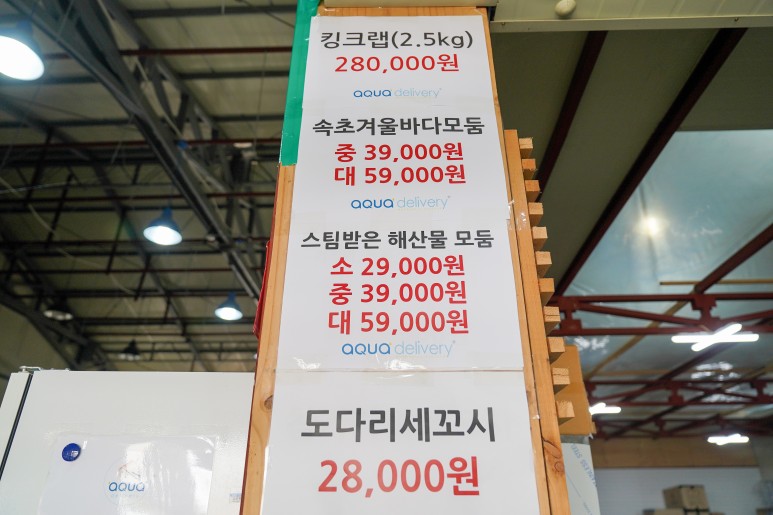 킹크랩(2.5kg)
280,000원
aqua delivery
속초겨울바다모둠
중 39,000원
대 59,000원
aqua delivery
스팀받은 해산물 모둠
소 29,000원
중 39,000원
대 59,000원
aqua delivery
도다리세꼬시
28,000원
aqua